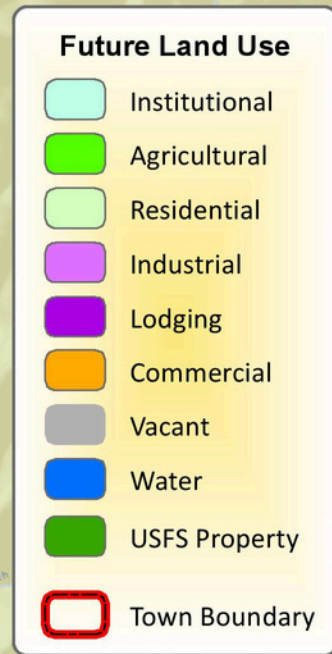 Future Land Use
Institutional
Agricultural
Residential
Industrial
Lodging
Commercial
Vacant
Water
USFS Property
Town Boundary